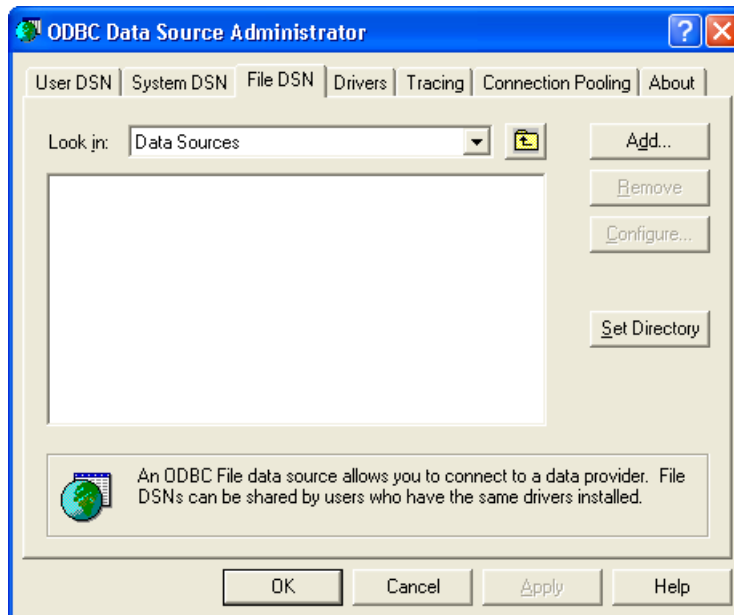 ODBC Data Source Administrator
User DSN System DSN File DSN Drivers Tracing Connection Pooling About
Look in: Data Sources Add...
Remove
Configure...
Set Directory
An ODBC File data source allows you to connect to a data provider. File
DSNs can be shared by users who have the same drivers installed.
OK Cancel Apply Help